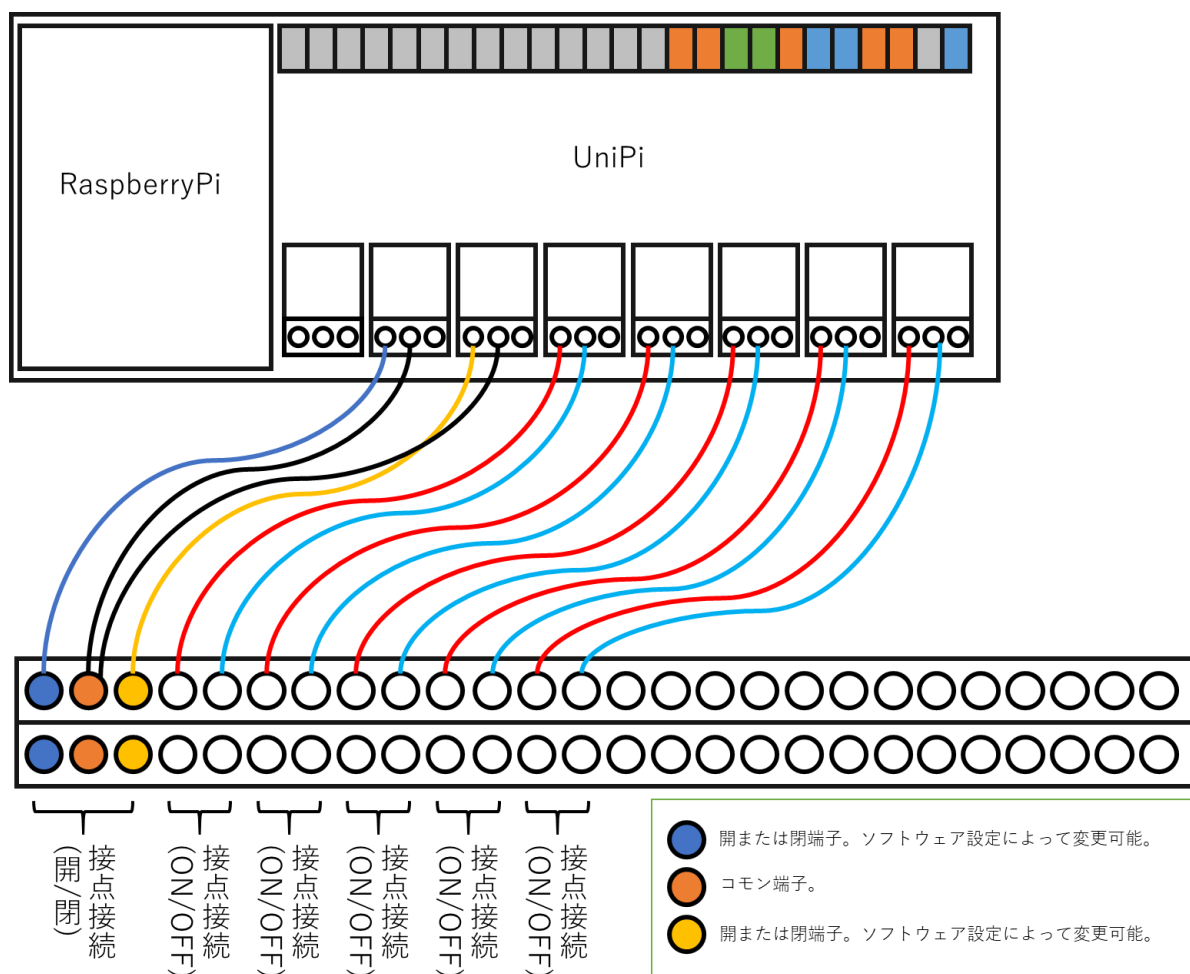 RaspberryPi
UniPi
接点接続
(開/閉)
接点接続
(ON/OFF)
接点接続
(ON/OFF)
接点接続
(ON/OFF)
接点接続
(ON/OFF)
接点接続
(ON/OFF)
開または閉端子。ソフトウェア設定によって変更可能。
コモン端子。
開または閉端子。ソフトウェア設定によって変更可能。